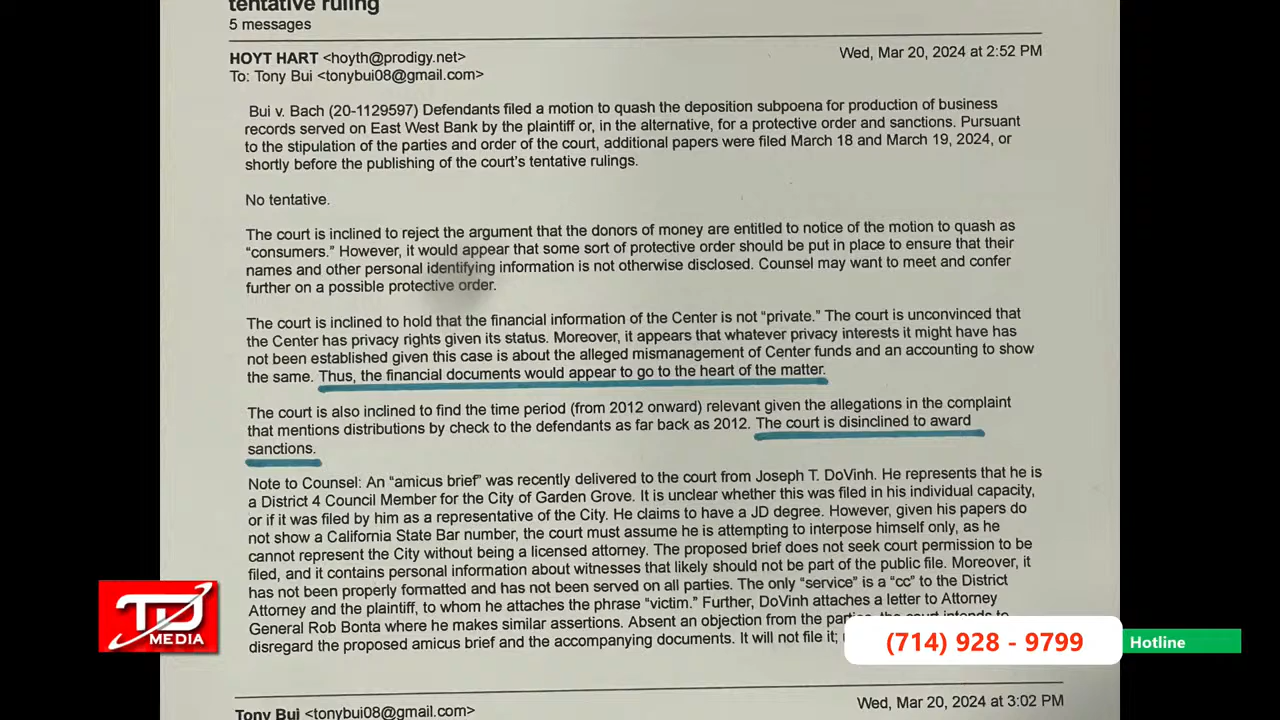 tentative ruling
5 messages
HOYT HART <hoyth@prodigy.net>
Wed, Mar 20, 2024 at 2:52 PM
To: Tony Bui <tonybui08@gmail.com>
Bui v. Bach (20-1129597) Defendants filed a motion to quash the deposition subpoena for production of business
records served on East West Bank by the plaintiff or, in the alternative, for a protective order and sanctions. Pursuant
to the stipulation of the parties and order of the court, additional papers were filed March 18 and March 19, 2024, or
shortly before the publishing of the court's tentative rulings.
No tentative.
The court is inclined to reject the argument that the donors of money are entitled to notice of the motion to quash as
“consumers.” However, it would appear that some sort of protective order should be put in place to ensure that their
names and other personal identifying information is not otherwise disclosed. Counsel may want to meet and confer
further on a possible protective order.
The court is inclined to hold that the financial information of the Center is not “private.” The court is unconvinced that
the Center has privacy rights given its status. Moreover, it appears that whatever privacy interests it might have has
not been established given this case is about the alleged mismanagement of Center funds and an accounting to show
the same. Thus, the financial documents would appear to go to the heart of the matter.
The court is also inclined to find the time period (from 2012 onward) relevant given the allegations in the complaint
that mentions distributions by check to the defendants as far back as 2012. The court is disinclined to award
sanctions.
Note to Counsel: An “amicus brief” was recently delivered to the court from Joseph T. DoVinh. He represents that he is
a District 4 Council Member for the City of Garden Grove. It is unclear whether this was filed in his individual capacity,
or if it was filed by him as a representative of the City. He claims to have a JD degree. However, given his papers do
not show a California State Bar number, the court must assume he is attempting to interpose himself only, as he
cannot represent the City without being a licensed attorney. The proposed brief does not seek court permission to be
filed, and it contains personal information about witnesses that likely should not be part of the public file. Moreover, it
has not been properly formatted and has not been served on all parties. The only “service” is a “cc” to the District
Attorney and the plaintiff, to whom he attaches the phrase “victim.” Further, DoVinh attaches a letter to Attorney
General Rob Bonta where he makes similar assertions. Absent an objection from the parties, the court intends to
disregard the proposed amicus brief and the accompanying documents. It will not file it;
TD
MEDIA
(714) 928 - 9799
Hotline
Tony Bui <tonybui08@gmail.com>
Wed, Mar 20, 2024 at 3:02 PM